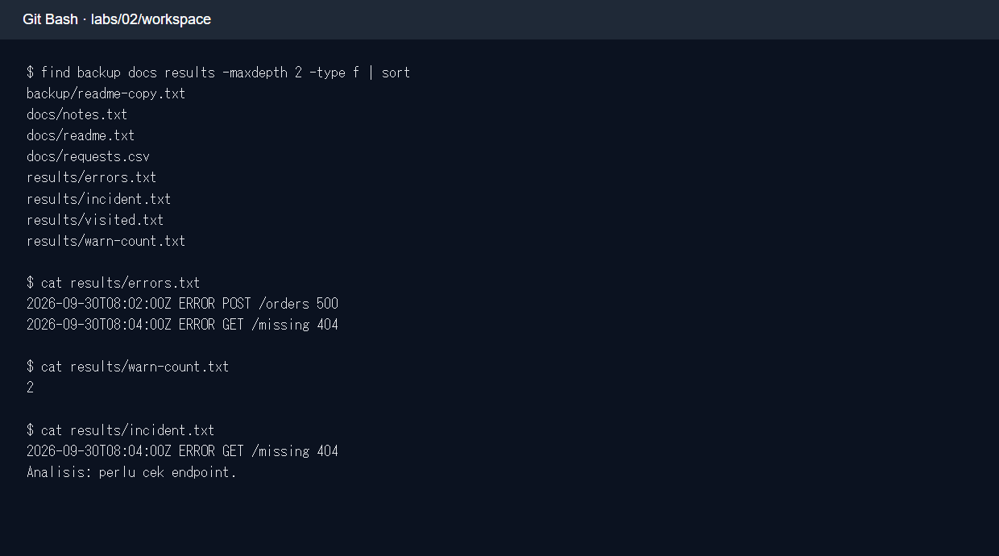 Git Bash · labs/02/workspace
$ find backup docs results -maxdepth 2 -type f | sort
backup/readme-copy.txt
docs/notes.txt
docs/readme.txt
docs/requests.csv
results/errors.txt
results/incident.txt
results/visited.txt
results/warn-count.txt
$ cat results/errors.txt
2026-09-30T08:02:00Z ERROR POST /orders 500
2026-09-30T08:04:00Z ERROR GET /missing 404
$ cat results/warn-count.txt
2
$ cat results/incident.txt
2026-09-30T08:04:00Z ERROR GET /missing 404
Analisis: perlu cek endpoint.